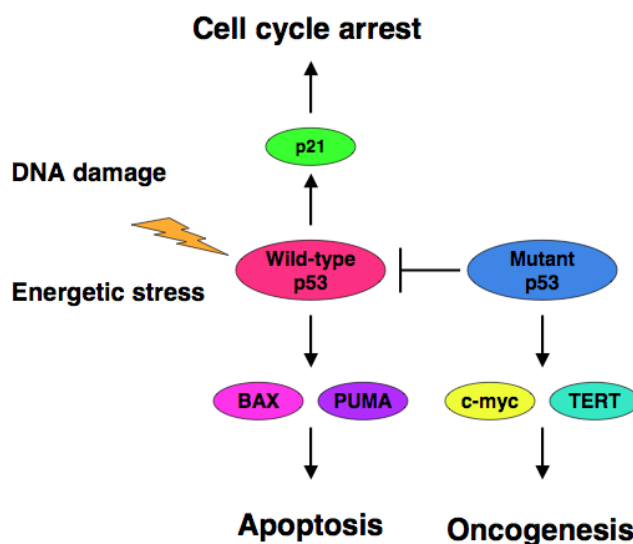 Cell cycle arrest
p21
DNA damage
Wild-type
p53
Mutant
p53
Energetic stress
BAX
PUMA
c-myc
TERT
Apoptosis
Oncogenesis